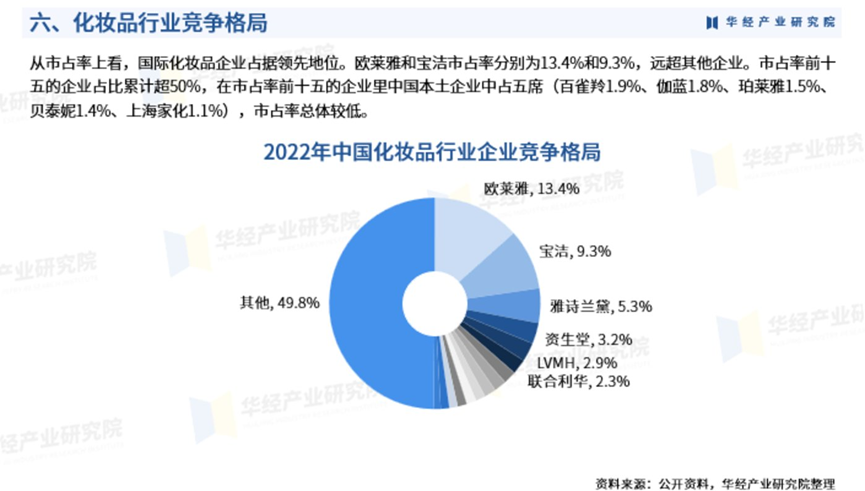 六、化妆品行业竞争格局
华经产业研究院
从市占率上看，国际化妆品企业占据领先地位。欧莱雅和宝洁市占率分别为13.4%和9.3%，远超其他企业。市占率前十
五的企业占比累计超50%，在市占率前十五的企业里中国本土企业中占五席（百雀羚1.9%、伽蓝1.8%、珀莱雅1.5%、
贝泰妮1.4%、上海家化1.1%），市占率总体较低。
2022年中国化妆品行业企业竞争格局
欧莱雅, 13.4%
宝洁, 9.3%
雅诗兰黛, 5.3%
其他, 49.8%
资生堂, 3.2%
LVMH, 2.9%
联合利华, 2.3%
资料来源：公开资料，华经产业研究院整理